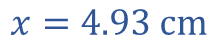 x = 4.93 cm